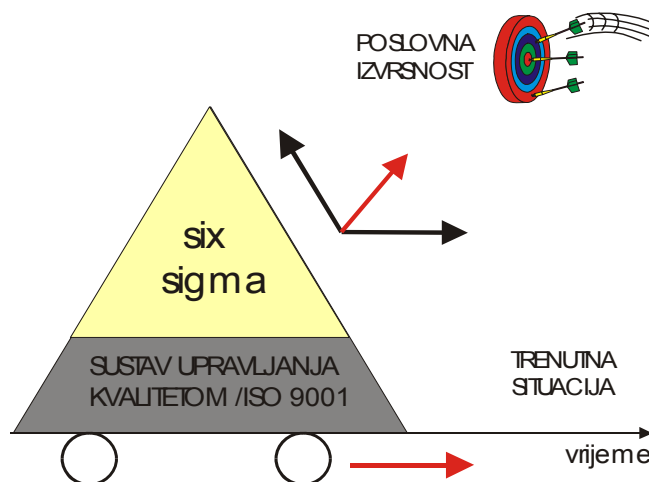 POSLOVNA
IZVRSNOST
six
sigma
SUSTAV UPRAVLJANJA
KVALITETOM /ISO 9001
TRENUTNA
SITUACIJA
vrijeme